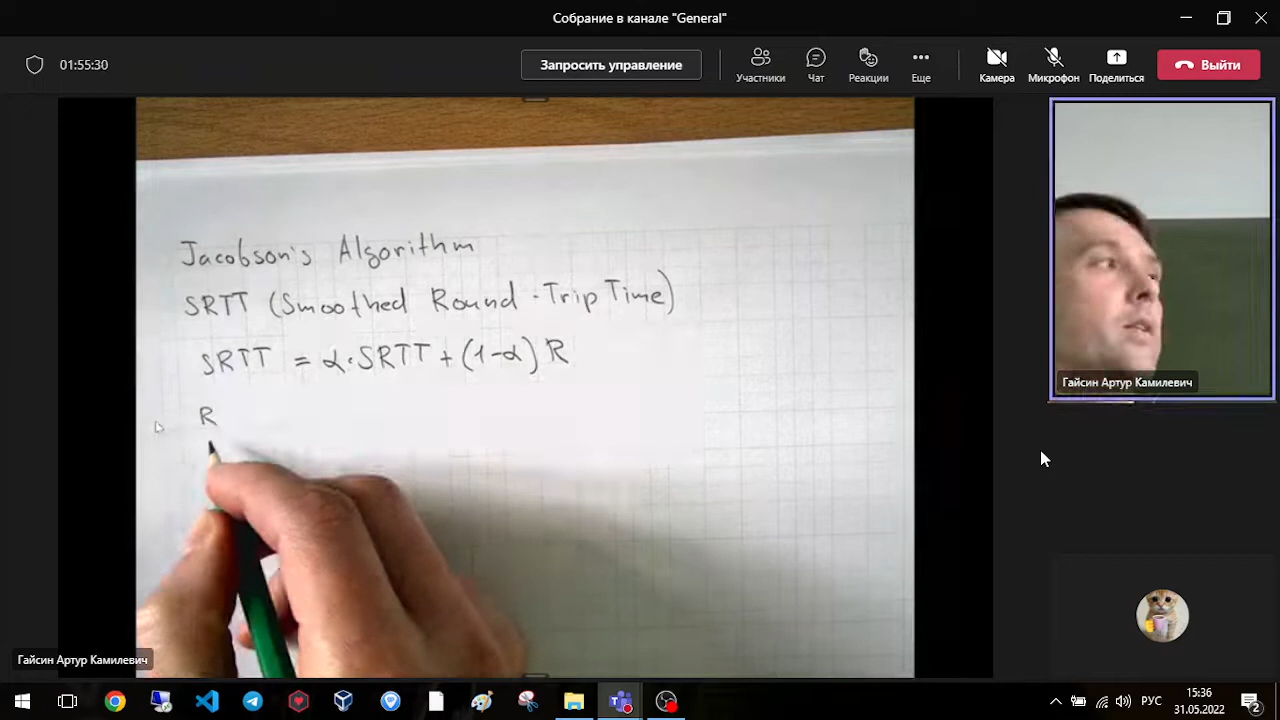 Собрание в канале "General"
01:55:30
Запросить управление
Участники
Чат
Реакции
Еще
Камера
Микрофон
Поделиться
Выйти
Jacobson's Algorithm
SRTT (Smoothed Round-Trip Time)
SRTT = α·SRTT + (1-α) R
R
Гайсин Артур Камилевич
Гайсин Артур Камилевич
РУС
15:36
31.05.2022
2